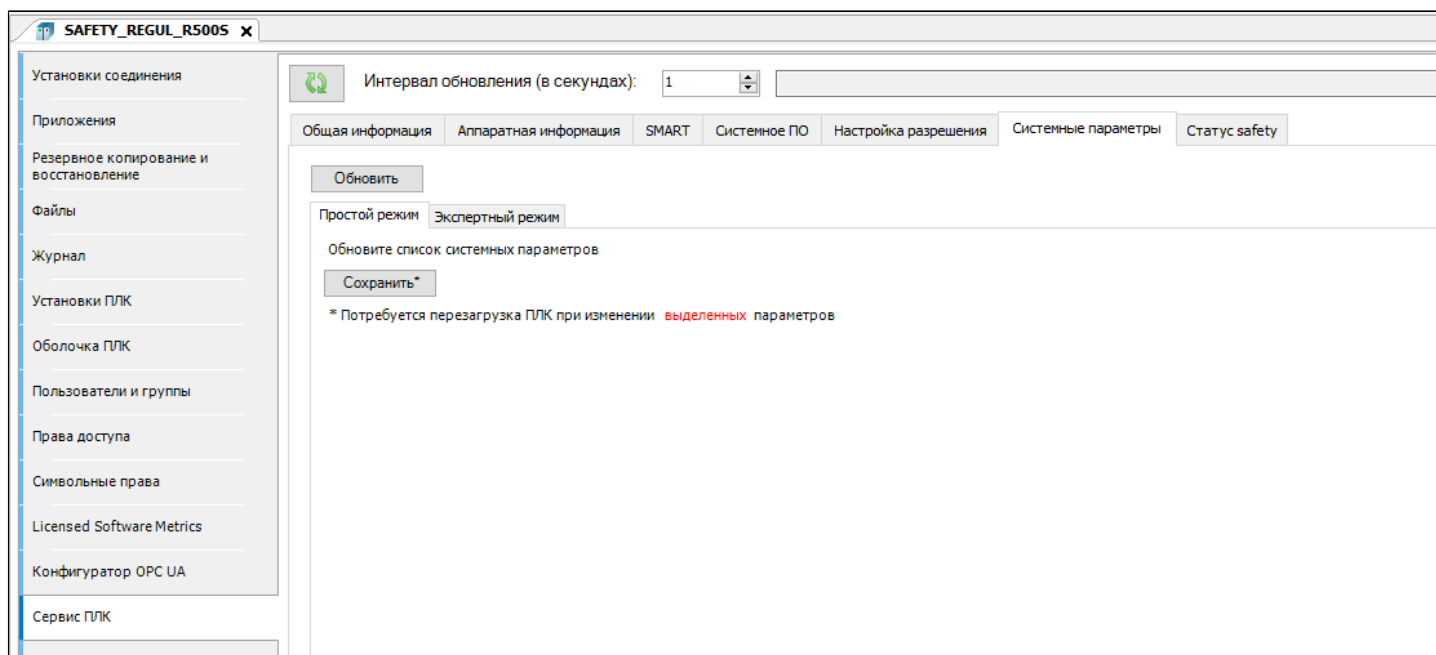 SAFETY_REGUL_R500S
Установки соединения
Приложения
Резервное копирование и
восстановление
Файлы
Журнал
Установки ПЛК
Оболочка ПЛК
Пользователи и группы
Права доступа
Символьные права
Licensed Software Metrics
Конфигуратор OPC UA
Сервис ПЛК
Интервал обновления (в секундах): 1
Общая информация Аппаратная информация SMART Системное ПО Настройка разрешения Системные параметры Статус safety
Обновить
Простой режим Экспертный режим
Обновите список системных параметров
Сохранить*
* Потребуется перезагрузка ПЛК при изменении выделенных параметров